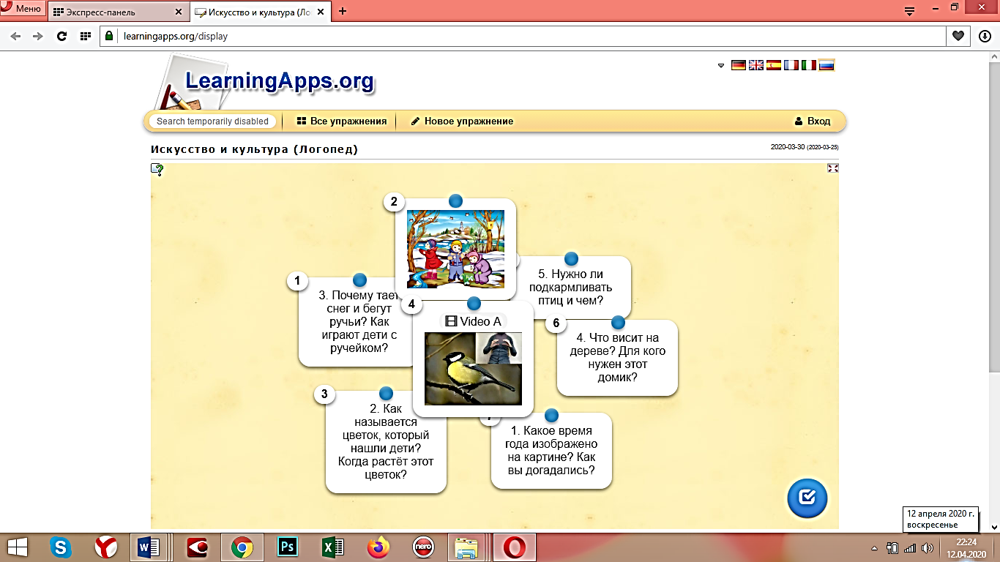 Меню
Экспресс-панель
Искусство и культура (Ло
learningapps.org/display
LearningApps.org
Search temporarily disabled
Все упражнения
Новое упражнение
Вход
Искусство и культура (Логопед)
2020-03-30 (2020-03-25)
2
1
3. Почему тает
снег и бегут
ручьи? Как
играют дети с
ручейком?
5. Нужно ли
подкармливать
птиц и чем?
4
Video A
6
4. Что висит на
дереве? Для кого
нужен этот
домик?
3
2. Как
называется
цветок, который
нашли дети?
Когда растёт этот
цветок?
1. Какое время
года изображено
на картине? Как
вы догадались?
12 апреля 2020 г.
воскресенье
nero
Ps
22:24
12.04.2020